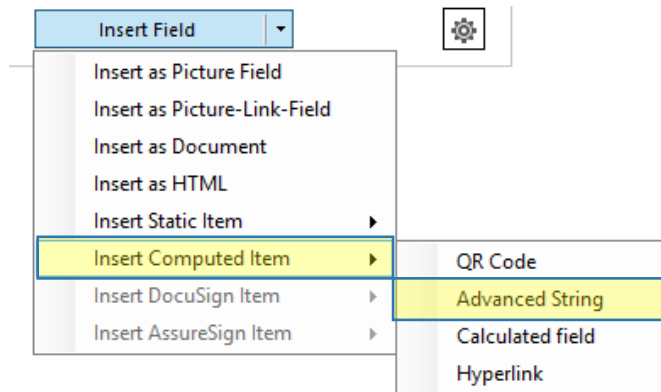 Insert Field
Insert as Picture Field
Insert as Picture-Link-Field
Insert as Document
Insert as HTML
Insert Static Item
Insert Computed Item
Insert DocuSign Item
Insert AssureSign Item
QR Code
Advanced String
Calculated field
Hyperlink